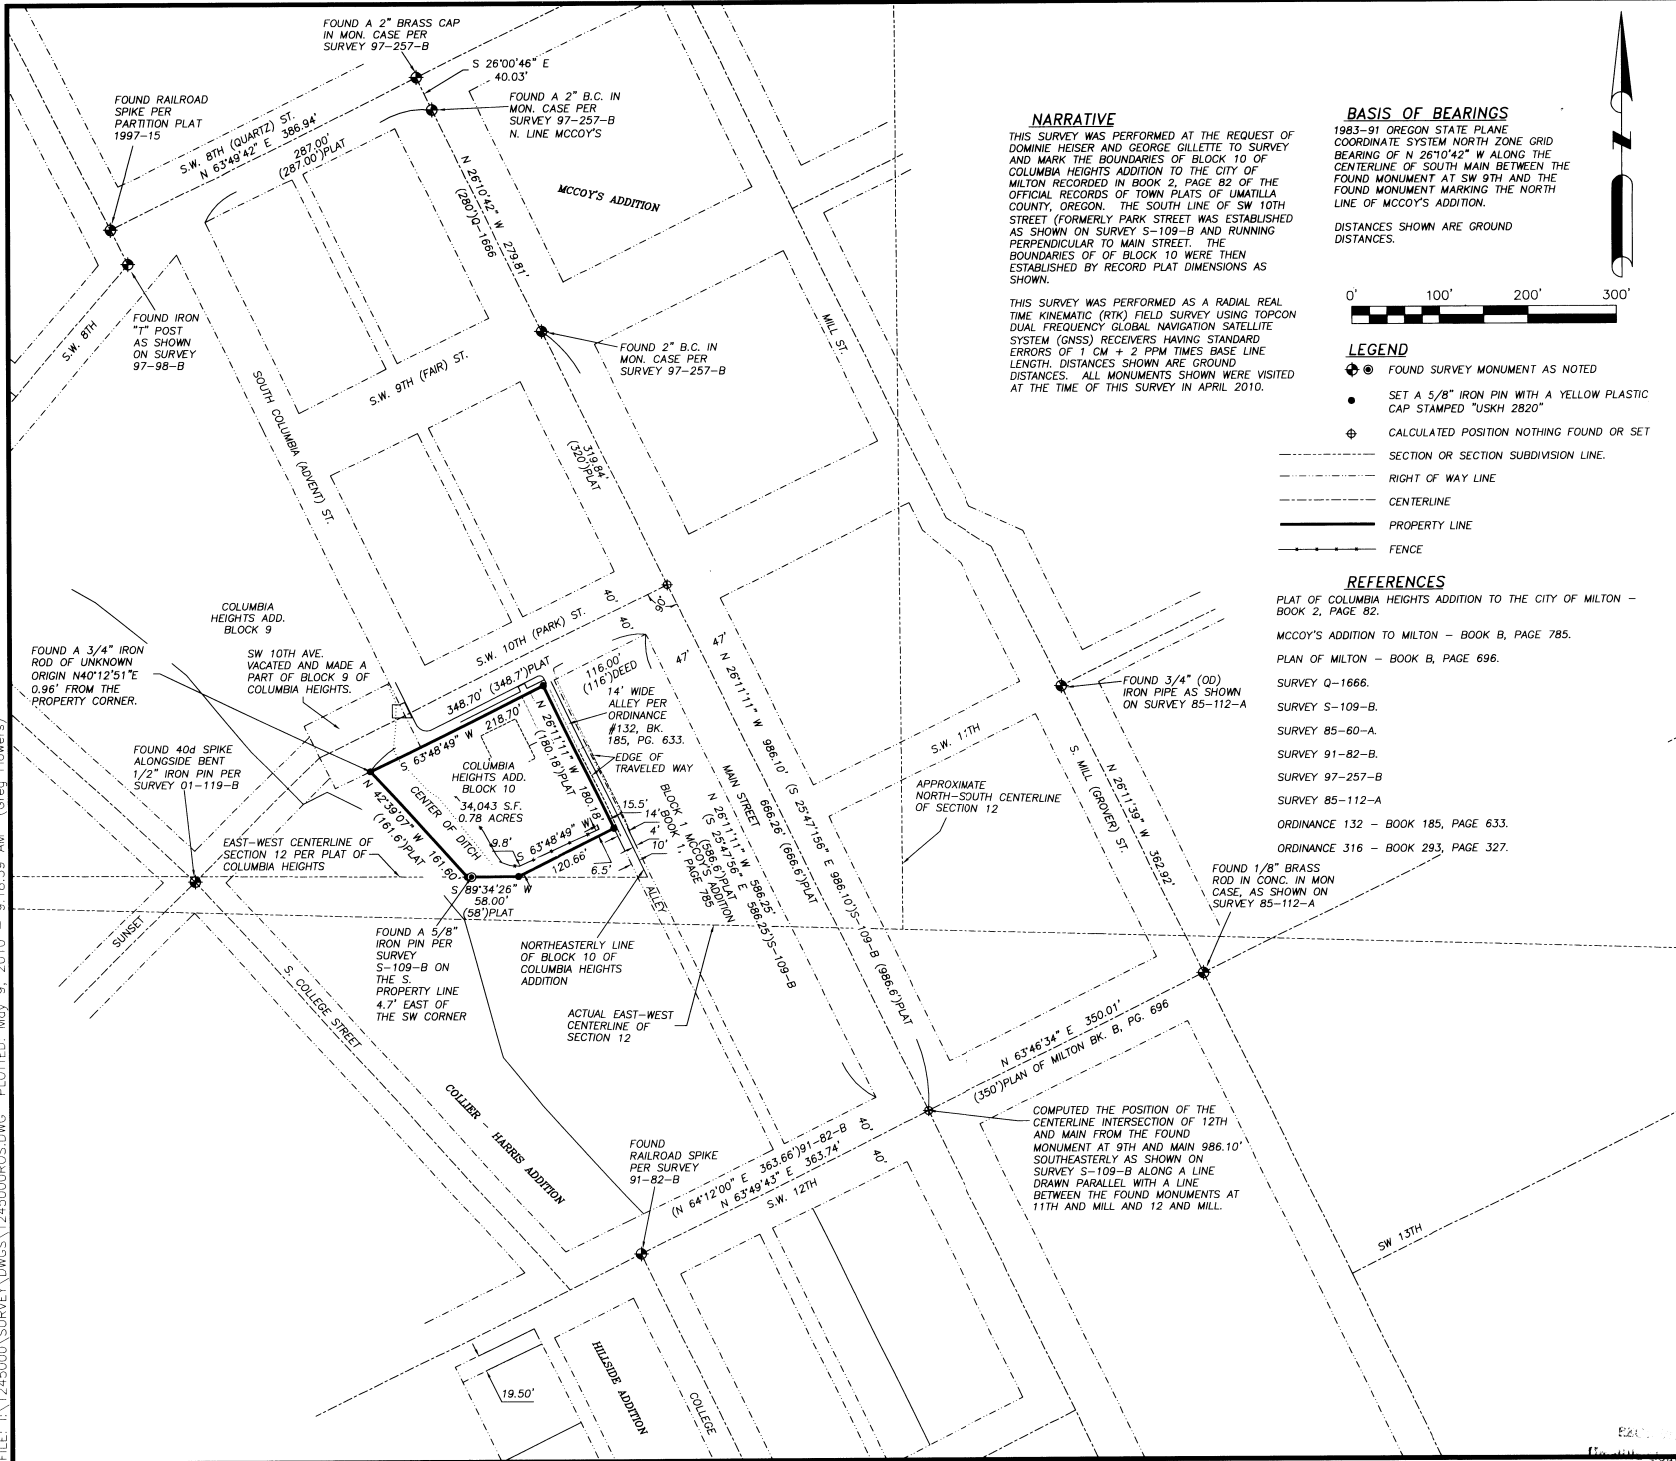 FOUND A 2" BRASS CAP
IN MON. CASE PER
SURVEY 97-257-B
S 26°00'46" E
40.03'
FOUND RAILROAD
SPIKE PER
PARTITION PLAT
1997-15
FOUND A 2" B.C. IN
MON. CASE PER
SURVEY 97-257-B
N. LINE MCCOY'S
S.W. 8TH (QUARTZ) ST.
N 63°49'42" E 386.94'
287.00'
(287.00')PLAT
N 26°10'42" W 279.81'
(280')Q-1666
MCCOY'S ADDITION
FOUND IRON
"T" POST
AS SHOWN
ON SURVEY
97-98-B
S.W. 8TH
FOUND 2" B.C. IN
MON. CASE PER
SURVEY 97-257-B
MILL ST.
S.W. 9TH (FAIR) ST.
SOUTH COLUMBIA (ADVENT) ST.
319.84'
(320')PLAT
NARRATIVE
THIS SURVEY WAS PERFORMED AT THE REQUEST OF
DOMINIE HEISER AND GEORGE GILLETTE TO SURVEY
AND MARK THE BOUNDARIES OF BLOCK 10 OF
COLUMBIA HEIGHTS ADDITION TO THE CITY OF
MILTON RECORDED IN BOOK 2, PAGE 82 OF THE
OFFICIAL RECORDS OF TOWN PLATS OF UMATILLA
COUNTY, OREGON. THE SOUTH LINE OF SW 10TH
STREET (FORMERLY PARK STREET WAS ESTABLISHED
AS SHOWN ON SURVEY S-109-B AND RUNNING
PERPENDICULAR TO MAIN STREET. THE
BOUNDARIES OF OF BLOCK 10 WERE THEN
ESTABLISHED BY RECORD PLAT DIMENSIONS AS
SHOWN.
THIS SURVEY WAS PERFORMED AS A RADIAL REAL
TIME KINEMATIC (RTK) FIELD SURVEY USING TOPCON
DUAL FREQUENCY GLOBAL NAVIGATION SATELLITE
SYSTEM (GNSS) RECEIVERS HAVING STANDARD
ERRORS OF 1 CM + 2 PPM TIMES BASE LINE
LENGTH. DISTANCES SHOWN ARE GROUND
DISTANCES. ALL MONUMENTS SHOWN WERE VISITED
AT THE TIME OF THIS SURVEY IN APRIL 2010.
BASIS OF BEARINGS
1983-91 OREGON STATE PLANE
COORDINATE SYSTEM NORTH ZONE GRID
BEARING OF N 26°10'42" W ALONG THE
CENTERLINE OF SOUTH MAIN BETWEEN THE
FOUND MONUMENT AT SW 9TH AND THE
FOUND MONUMENT MARKING THE NORTH
LINE OF MCCOY'S ADDITION.
DISTANCES SHOWN ARE GROUND
DISTANCES.
N
0' 100' 200' 300'
LEGEND
FOUND SURVEY MONUMENT AS NOTED
SET A 5/8" IRON PIN WITH A YELLOW PLASTIC
CAP STAMPED "USKH 2820"
CALCULATED POSITION NOTHING FOUND OR SET
SECTION OR SECTION SUBDIVISION LINE.
RIGHT OF WAY LINE
CENTERLINE
PROPERTY LINE
FENCE
REFERENCES
PLAT OF COLUMBIA HEIGHTS ADDITION TO THE CITY OF MILTON -
BOOK 2, PAGE 82.
MCCOY'S ADDITION TO MILTON - BOOK B, PAGE 785.
PLAN OF MILTON - BOOK B, PAGE 696.
SURVEY Q-1666.
SURVEY S-109-B.
SURVEY 85-60-A.
SURVEY 91-82-B.
SURVEY 97-257-B
SURVEY 85-112-A
ORDINANCE 132 - BOOK 185, PAGE 633.
ORDINANCE 316 - BOOK 293, PAGE 327.
COLUMBIA
HEIGHTS ADD.
BLOCK 9
FOUND A 3/4" IRON
ROD OF UNKNOWN
ORIGIN N40°12'51"E
0.96' FROM THE
PROPERTY CORNER.
SW 10TH AVE.
VACATED AND MADE A
PART OF BLOCK 9 OF
COLUMBIA HEIGHTS.
FOUND 40d SPIKE
ALONGSIDE BENT
1/2" IRON PIN PER
SURVEY 01-119-B
EAST-WEST CENTERLINE OF
SECTION 12 PER PLAT OF
COLUMBIA HEIGHTS
S.W. 10TH (PARK) ST.
40'
40'
90°
47'
47'
348.70' (348.7')PLAT
S 63°48'49" W 218.70'
116.00'
(116')DEED
14' WIDE
ALLEY PER
ORDINANCE
#132, BK.
185, PG. 633.
EDGE OF
TRAVELED WAY
N 26°11'11" W 180.18'
(180.18')PLAT
COLUMBIA
HEIGHTS ADD.
BLOCK 10
34,043 S.F.
0.78 ACRES
CENTER OF DITCH
N 42°39'07" W 161.60'
(161.6')PLAT
9.8'
S 63°48'49" W
120.66'
6.5'
15.5'
14'
4'
10'
S 89°34'26" W
58.00'
(58')PLAT
BLOCK 1 MCCOY'S ADDITION
BOOK 1, PAGE 785
ALLEY
MAIN STREET
N 26°11'11" W 586.25'
(S 25°47'56" E 586.25')S-109-B
(586.6')PLAT
N 26°11'11" W 986.10' (S 25°47'56" E 986.10')S-109-B (986.6')PLAT
666.26' (666.6')PLAT
FOUND 3/4" (OD)
IRON PIPE AS SHOWN
ON SURVEY 85-112-A
S.W. 11TH
APPROXIMATE
NORTH-SOUTH CENTERLINE
OF SECTION 12
N 26°11'39" W 362.92'
S. MILL (GROVER) ST.
FOUND 1/8" BRASS
ROD IN CONC. IN MON
CASE, AS SHOWN ON
SURVEY 85-112-A
SUNSET
S. COLLEGE STREET
FOUND A 5/8"
IRON PIN PER
SURVEY
S-109-B ON
THE S.
PROPERTY LINE
4.7' EAST OF
THE SW CORNER
NORTHEASTERLY LINE
OF BLOCK 10 OF
COLUMBIA HEIGHTS
ADDITION
ACTUAL EAST-WEST
CENTERLINE OF
SECTION 12
COLLIER - HARRIS ADDITION
N 63°46'34" E 350.01'
(350')PLAN OF MILTON BK. B, PG. 696
COMPUTED THE POSITION OF THE
CENTERLINE INTERSECTION OF 12TH
AND MAIN FROM THE FOUND
MONUMENT AT 9TH AND MAIN 986.10'
SOUTHEASTERLY AS SHOWN ON
SURVEY S-109-B ALONG A LINE
DRAWN PARALLEL WITH A LINE
BETWEEN THE FOUND MONUMENTS AT
11TH AND MILL AND 12 AND MILL.
FOUND
RAILROAD SPIKE
PER SURVEY
91-82-B
(N 64°12'00" E 363.66')91-82-B
N 63°49'43" E 363.74'
40'
40'
S.W. 12TH
SW 13TH
19.50'
HILLSIDE ADDITION
COLLEGE